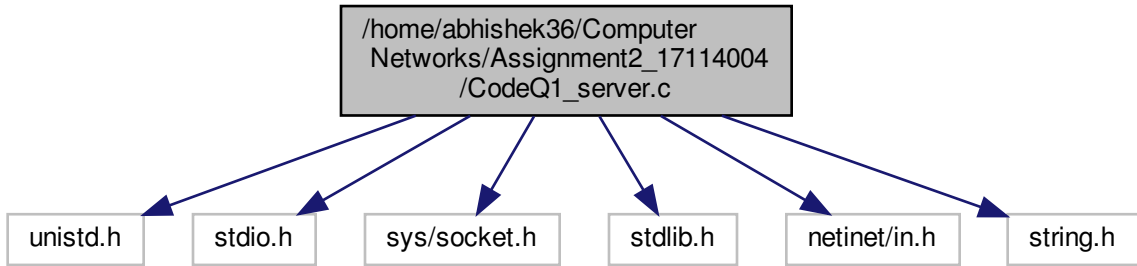 /home/abhishek36/Computer
Networks/Assignment2_17114004
/CodeQ1_server.c
unistd.h
stdio.h
sys/socket.h
stdlib.h
netinet/in.h
string.h